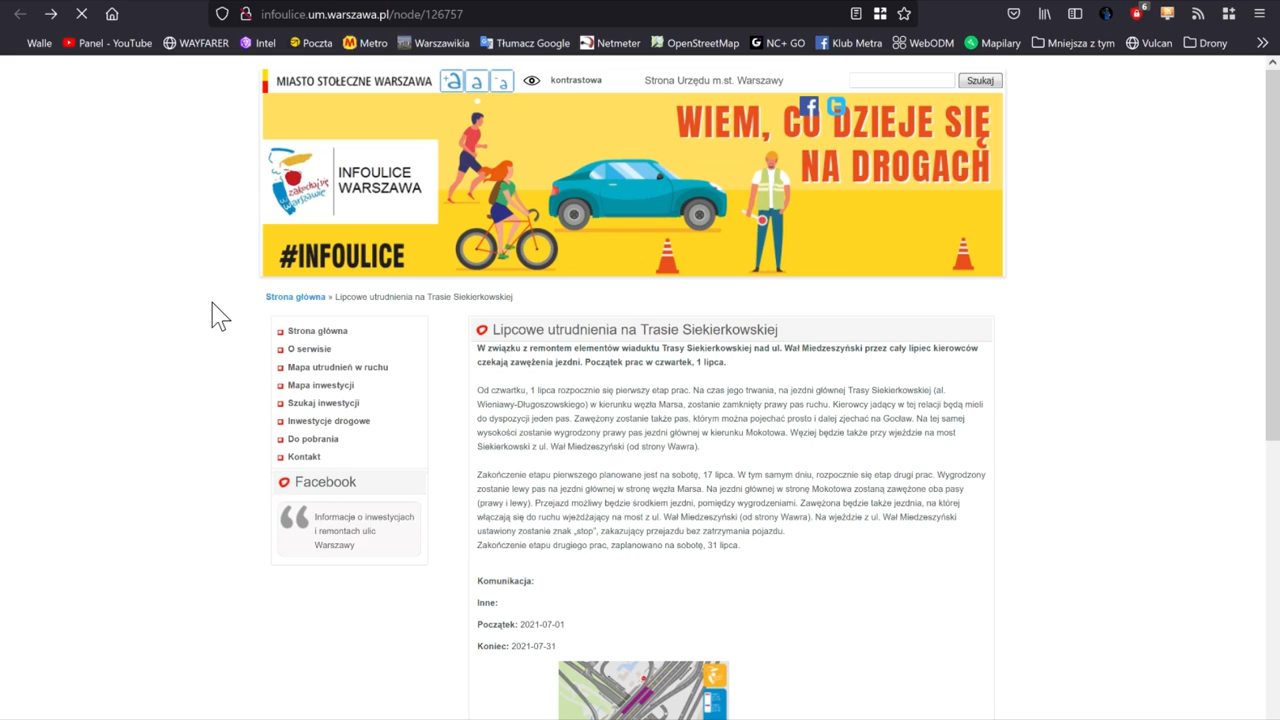 infoulice.um.warszawa.pl/node/126757
6
Walle Panel - YouTube WAYFARER Intel Poczta Metro Warszawikia Tłumacz Google Netmeter OpenStreetMap NC+ GO Klub Metra WebODM Mapilary Mniejsza z tym Vulcan Drony
MIASTO STOŁECZNE WARSZAWA +a a -a kontrastowa Strona Urzędu m.st. Warszawy Szukaj
WIEM, CO DZIEJE SIĘ
NA DROGACH
zakochaj się w Warszawie
INFOULICE
WARSZAWA
#INFOULICE
Strona główna » Lipcowe utrudnienia na Trasie Siekierkowskiej
Strona główna
O serwisie
Mapa utrudnień w ruchu
Mapa inwestycji
Szukaj inwestycji
Inwestycje drogowe
Do pobrania
Kontakt
Facebook
Informacje o inwestycjach
i remontach ulic
Warszawy
Lipcowe utrudnienia na Trasie Siekierkowskiej
W związku z remontem elementów wiaduktu Trasy Siekierkowskiej nad ul. Wał Miedzeszyński przez cały lipiec kierowców
czekają zawężenia jezdni. Początek prac w czwartek, 1 lipca.
Od czwartku, 1 lipca rozpocznie się pierwszy etap prac. Na czas jego trwania, na jezdni głównej Trasy Siekierkowskiej (al.
Wieniawy-Długoszowskiego) w kierunku węzła Marsa, zostanie zamknięty prawy pas ruchu. Kierowcy jadący w tej relacji będą mieli
do dyspozycji jeden pas. Zawężony zostanie także pas, którym można pojechać prosto i dalej zjechać na Gocław. Na tej samej
wysokości zostanie wygrodzony prawy pas jezdni głównej w kierunku Mokotowa. Węziej będzie także przy wjeździe na most
Siekierkowski z ul. Wał Miedzeszyński (od strony Wawra).
Zakończenie etapu pierwszego planowane jest na sobotę, 17 lipca. W tym samym dniu, rozpocznie się etap drugi prac. Wygrodzony
zostanie lewy pas na jezdni głównej w stronę węzła Marsa. Na jezdni głównej w stronę Mokotowa zostaną zawężone oba pasy
(prawy i lewy). Przejazd możliwy będzie środkiem jezdni, pomiędzy wygrodzeniami. Zawężona będzie także jezdnia, na której
włączają się do ruchu wjeżdżający na most z ul. Wał Miedzeszyński (od strony Wawra). Na wjeździe z ul. Wał Miedzeszyński
ustawiony zostanie znak „stop”, zakazujący przejazdu bez zatrzymania pojazdu.
Zakończenie etapu drugiego prac, zaplanowano na sobotę, 31 lipca.
Komunikacja:
Inne:
Początek: 2021-07-01
Koniec: 2021-07-31